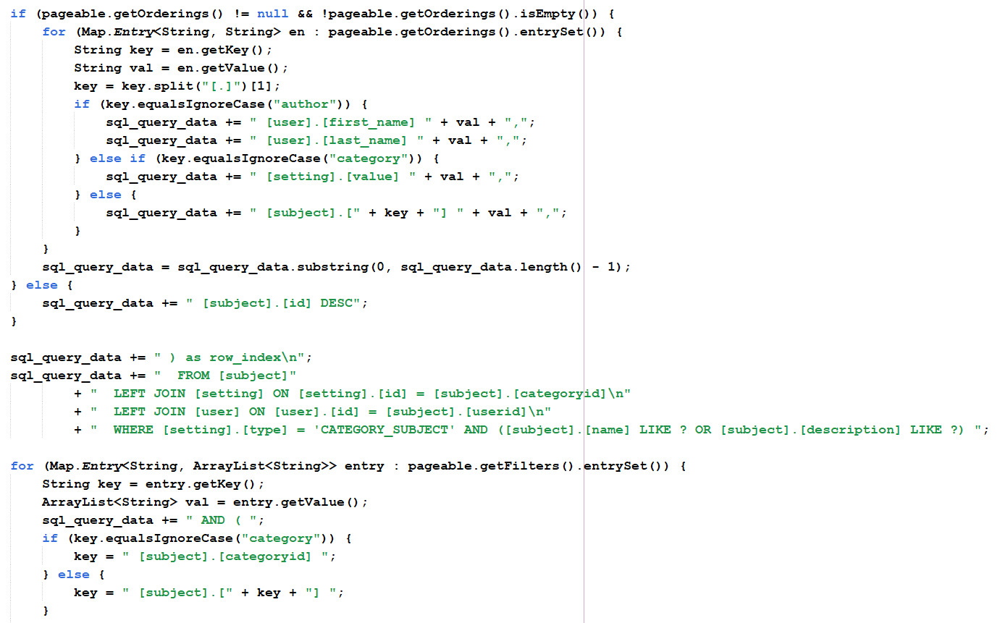 if (pageable.getOrderings() != null && !pageable.getOrderings().isEmpty()) {
    for (Map.Entry<String, String> en : pageable.getOrderings().entrySet()) {
        String key = en.getKey();
        String val = en.getValue();
        key = key.split("[.]")[1];
        if (key.equalsIgnoreCase("author")) {
            sql_query_data += " [user].[first_name] " + val + ",";
            sql_query_data += " [user].[last_name] " + val + ",";
        } else if (key.equalsIgnoreCase("category")) {
            sql_query_data += " [setting].[value] " + val + ",";
        } else {
            sql_query_data += " [subject].[" + key + "] " + val + ",";
        }
    }
    sql_query_data = sql_query_data.substring(0, sql_query_data.length() - 1);
} else {
    sql_query_data += " [subject].[id] DESC";
}

sql_query_data += " ) as row_index\n";
sql_query_data += "  FROM [subject]"
        + "  LEFT JOIN [setting] ON [setting].[id] = [subject].[categoryid]\n"
        + "  LEFT JOIN [user] ON [user].[id] = [subject].[userid]\n"
        + "  WHERE [setting].[type] = 'CATEGORY_SUBJECT' AND ([subject].[name] LIKE ? OR [subject].[description] LIKE ?) ";

for (Map.Entry<String, ArrayList<String>> entry : pageable.getFilters().entrySet()) {
    String key = entry.getKey();
    ArrayList<String> val = entry.getValue();
    sql_query_data += " AND ( ";
    if (key.equalsIgnoreCase("category")) {
        key = " [subject].[categoryid] ";
    } else {
        key = " [subject].[" + key + "] ";
    }